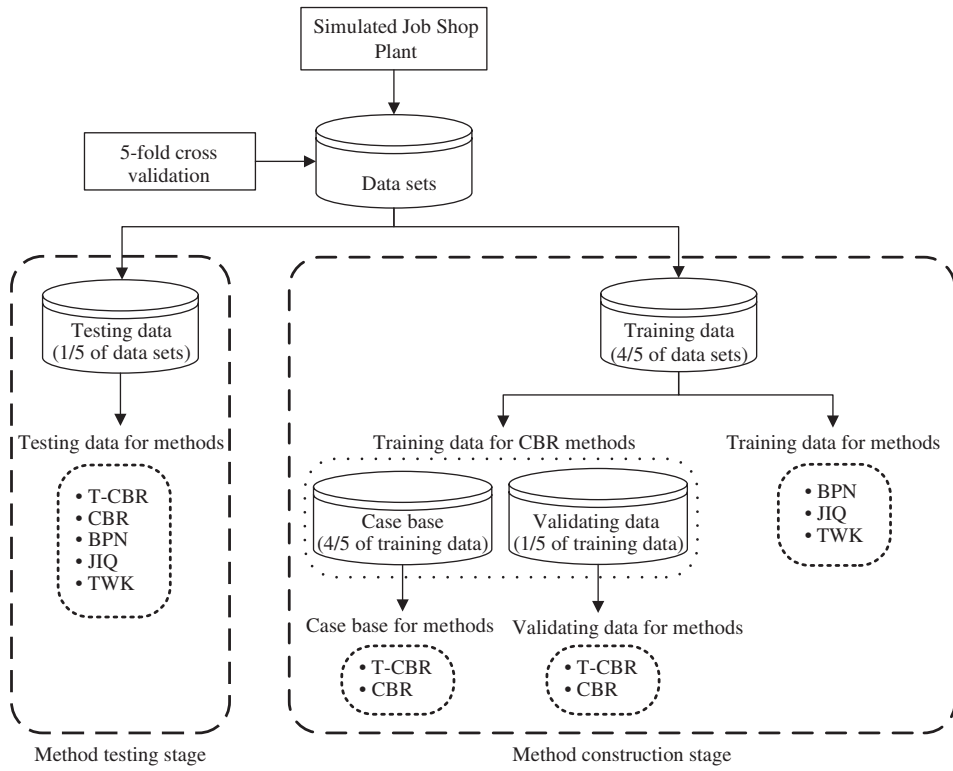 Simulated Job Shop
Plant
5-fold cross
validation
Data sets
Testing data
(1/5 of data sets)
Testing data for methods
• T-CBR
• CBR
• BPN
• JIQ
• TWK
Method testing stage
Training data
(4/5 of data sets)
Training data for CBR methods
Case base
(4/5 of training data)
Validating data
(1/5 of training data)
Case base for methods
• T-CBR
• CBR
Validating data for methods
• T-CBR
• CBR
Training data for methods
• BPN
• JIQ
• TWK
Method construction stage